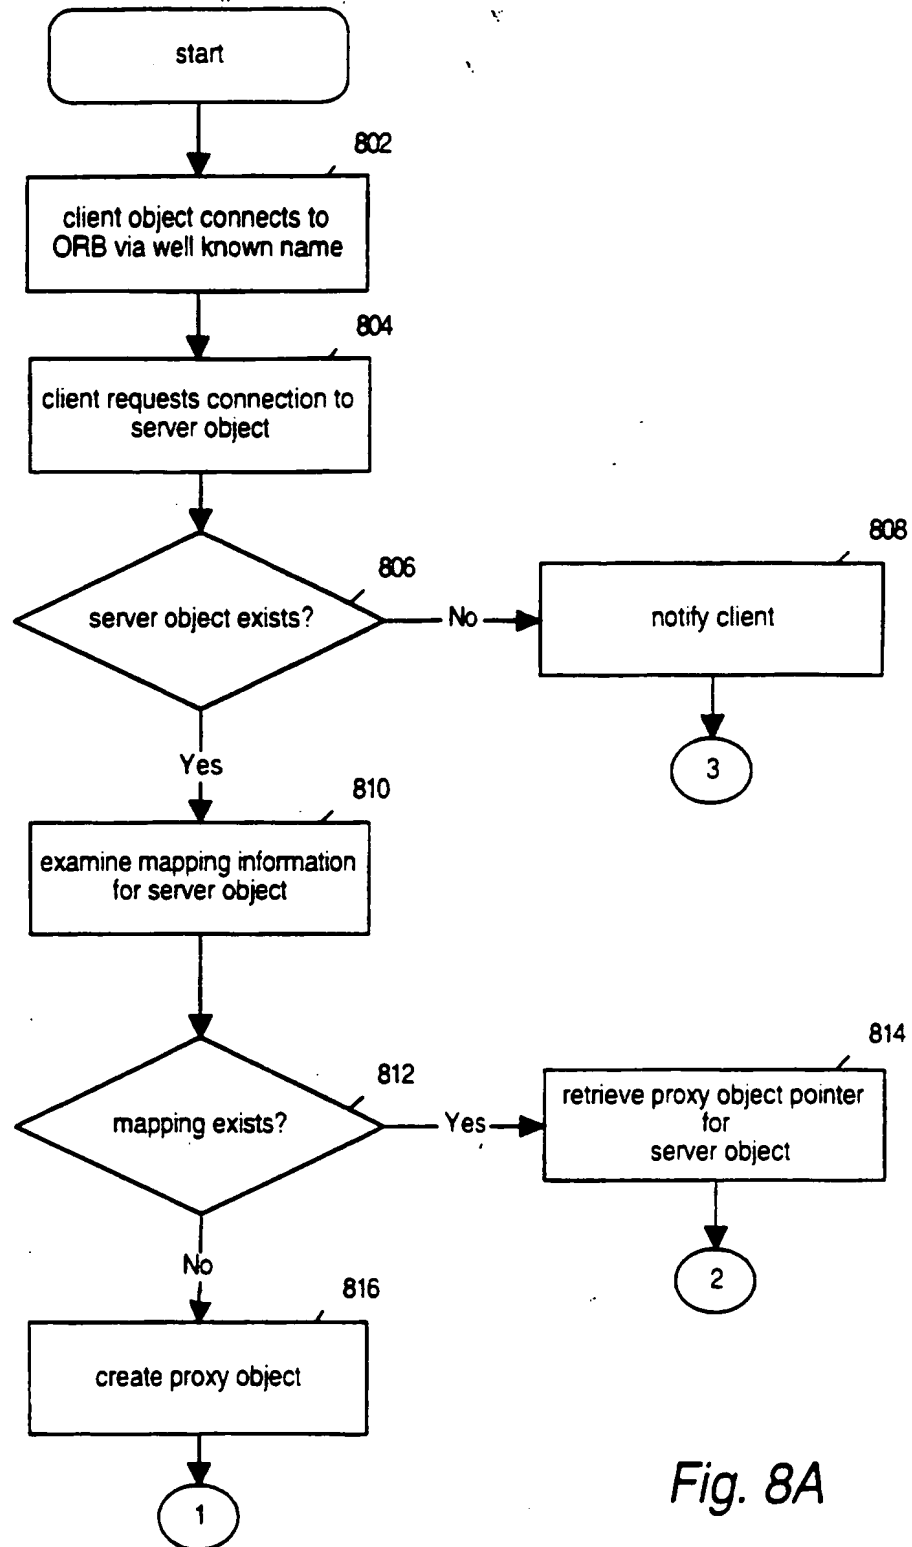 start
802
client object connects to
ORB via well known name
804
client requests connection to
server object
806
server object exists?
No
808
notify client
3
Yes
810
examine mapping information
for server object
812
mapping exists?
Yes
814
retrieve proxy object pointer
for
server object
2
No
816
create proxy object
1
Fig. 8A